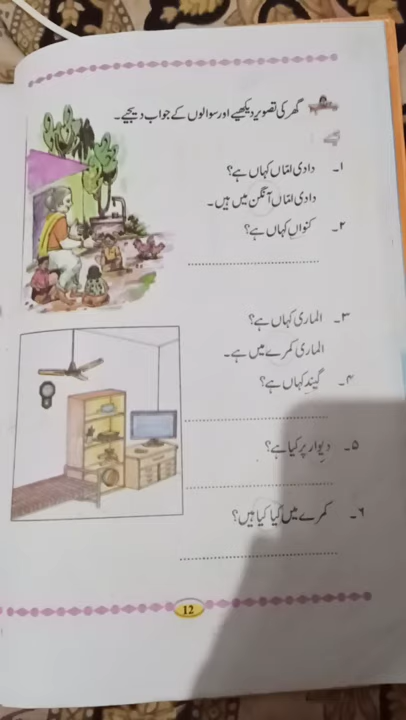 گھر کی تصویر دیکھیے اور سوالوں کے جواب دیجیے۔
۱۔ دادی امّاں کہاں ہے؟
دادی امّاں آنگن میں ہیں۔
۲۔ کنواں کہاں ہے؟
۳۔ الماری کہاں ہے؟
الماری کمرے میں ہے۔
۴۔ گیند کہاں ہے؟
۵۔ دیوار پر کیا ہے؟
۶۔ کمرے میں کیا کیا ہیں؟
12